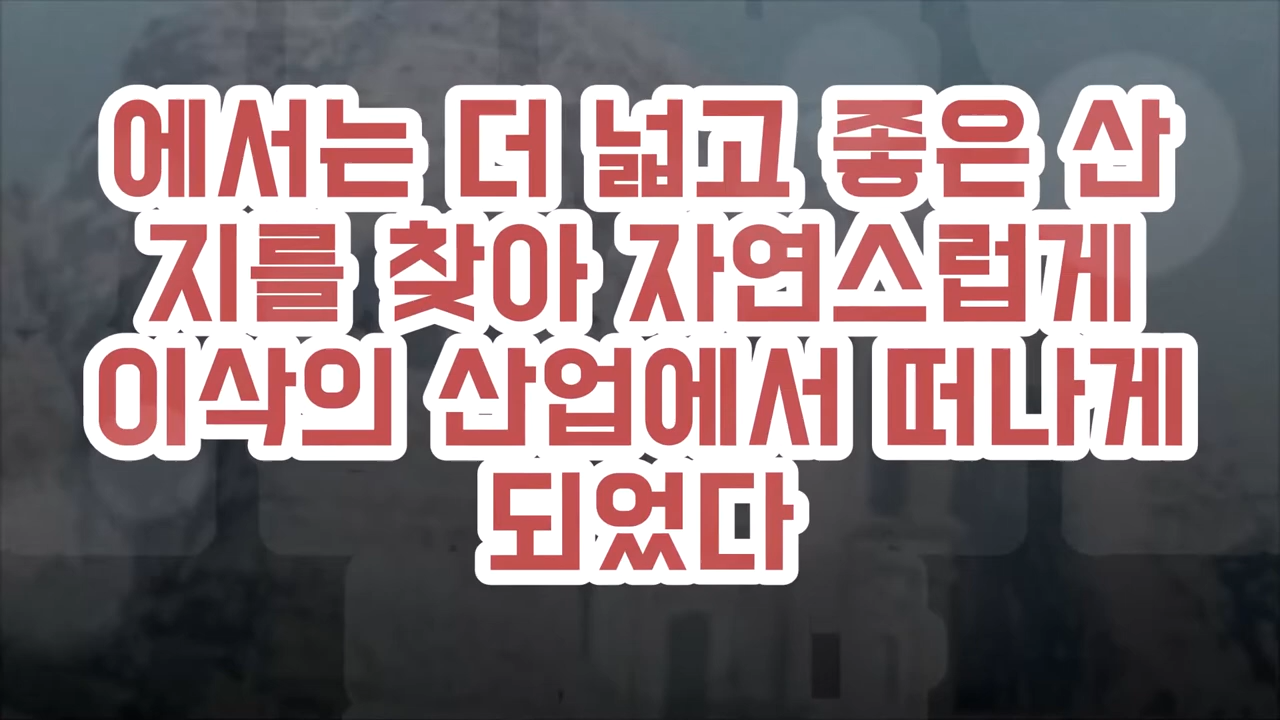 에서는 더 넓고 좋은 산
지를 찾아 자연스럽게
이삭의 산업에서 떠나게
되었다